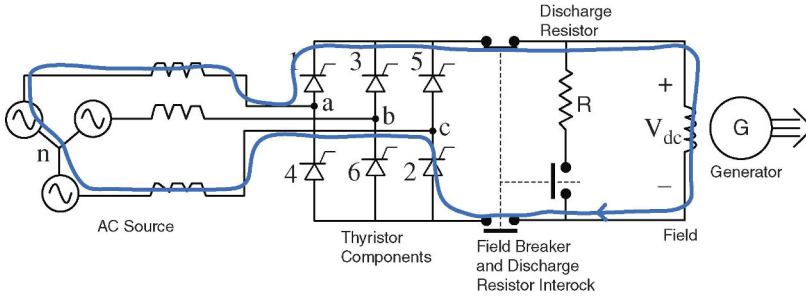 Discharge
Resistor
1
3
5
a
b
c
R
+
V dc
−
G
n
4
6
2
Generator
AC Source
Thyristor
Components
Field Breaker
and Discharge
Resistor Interock
Field